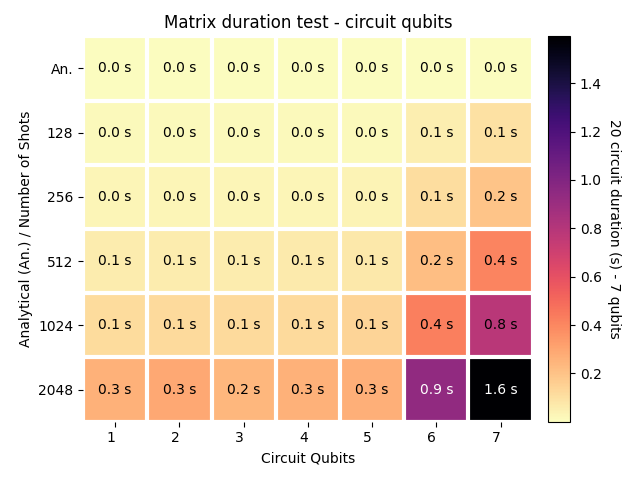 Matrix duration test - circuit qubits
Analytical (An.) / Number of Shots
An. 0.0 s 0.0 s 0.0 s 0.0 s 0.0 s 0.0 s 0.0 s
128 0.0 s 0.0 s 0.0 s 0.0 s 0.0 s 0.1 s 0.1 s
256 0.0 s 0.0 s 0.0 s 0.0 s 0.0 s 0.1 s 0.2 s
512 0.1 s 0.1 s 0.1 s 0.1 s 0.1 s 0.2 s 0.4 s
1024 0.1 s 0.1 s 0.1 s 0.1 s 0.1 s 0.4 s 0.8 s
2048 0.3 s 0.3 s 0.2 s 0.3 s 0.3 s 0.9 s 1.6 s
1 2 3 4 5 6 7
Circuit Qubits
1.4
1.2
1.0
0.8
0.6
0.4
0.2
20 circuit duration (s) - 7 qubits